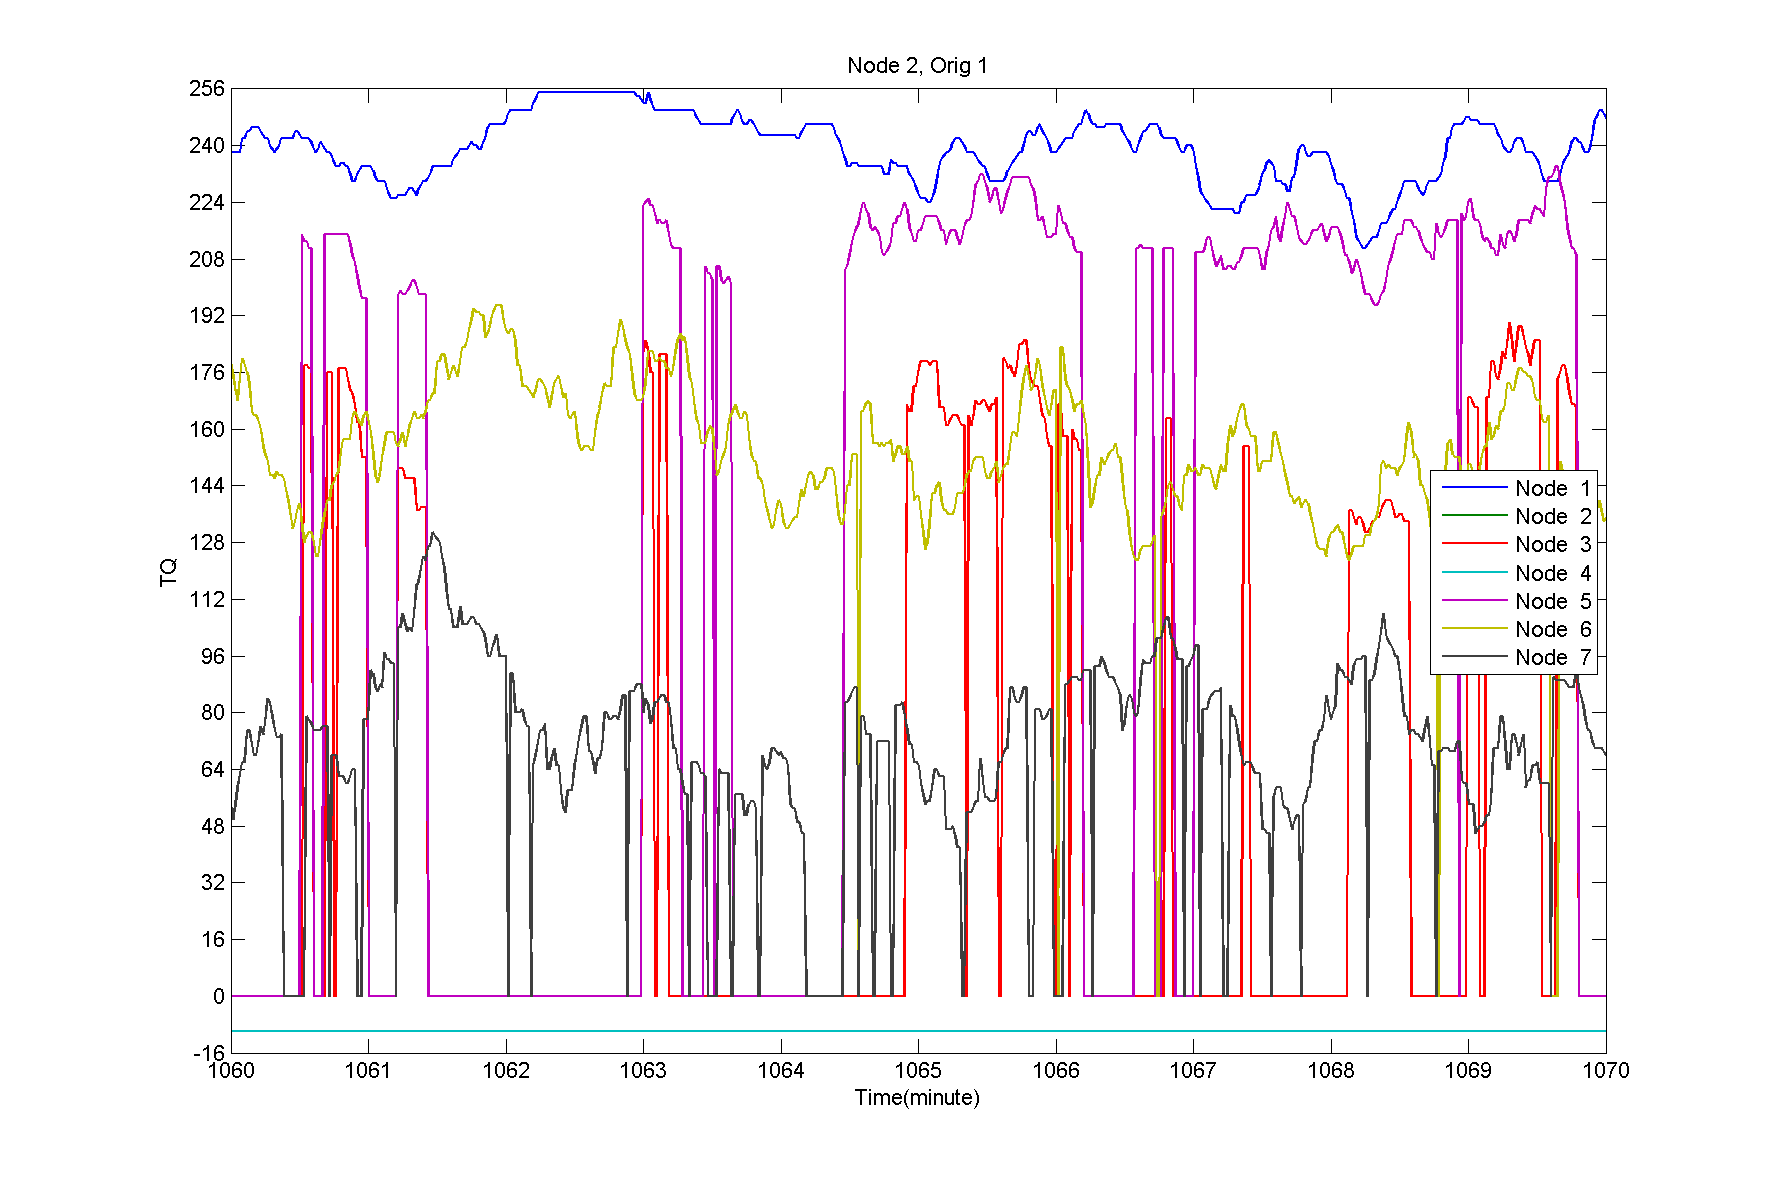 Node 2, Orig 1
256
240
224
208
192
176
160
144
128
112
96
80
64
48
32
16
0
-16
TQ
Node 1
Node 2
Node 3
Node 4
Node 5
Node 6
Node 7
1060 1061 1062 1063 1064 1065 1066 1067 1068 1069 1070
Time(minute)